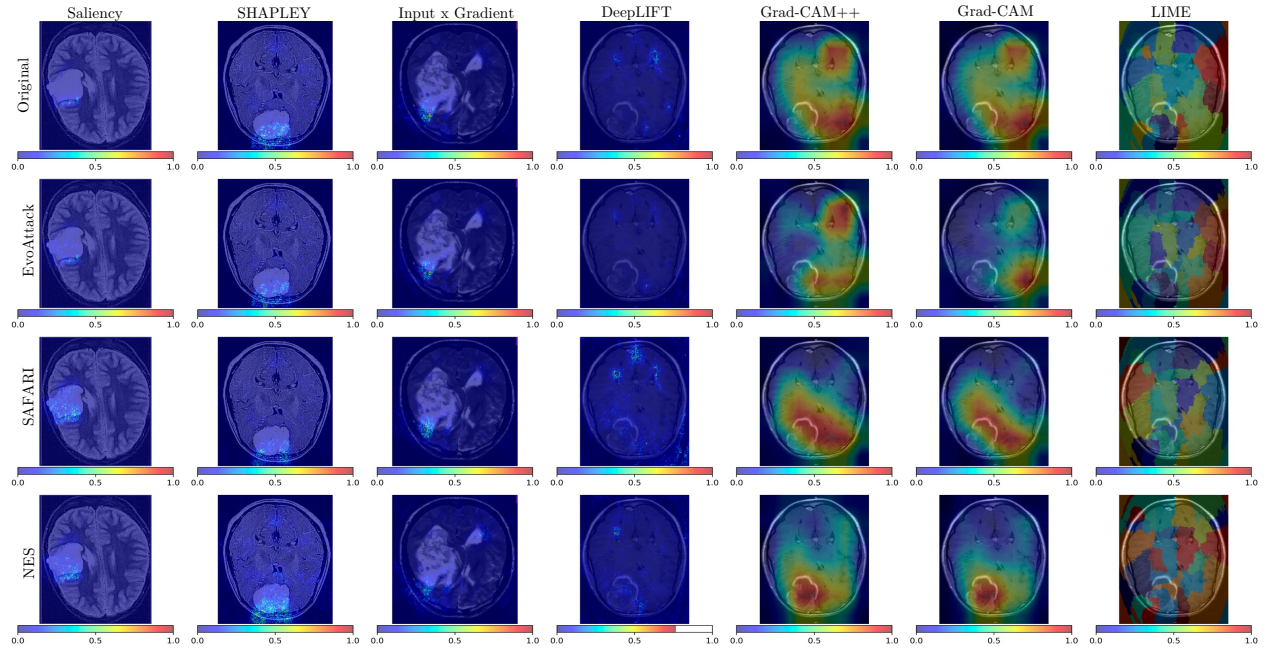 Saliency SHAPLEY Input x Gradient DeepLIFT Grad-CAM++ Grad-CAM LIME
Original
0.0 0.5 1.0 0.0 0.5 1.0 0.0 0.5 1.0 0.0 0.5 1.0 0.0 0.5 1.0 0.0 0.5 1.0 0.0 0.5 1.0
EvoAttack
0.0 0.5 1.0 0.0 0.5 1.0 0.0 0.5 1.0 0.0 0.5 1.0 0.0 0.5 1.0 0.0 0.5 1.0 0.0 0.5 1.0
SAFARI
0.0 0.5 1.0 0.0 0.5 1.0 0.0 0.5 1.0 0.0 0.5 1.0 0.0 0.5 1.0 0.0 0.5 1.0 0.0 0.5 1.0
NES
0.0 0.5 1.0 0.0 0.5 1.0 0.0 0.5 1.0 0.0 0.5 1.0 0.0 0.5 1.0 0.0 0.5 1.0 0.0 0.5 1.0